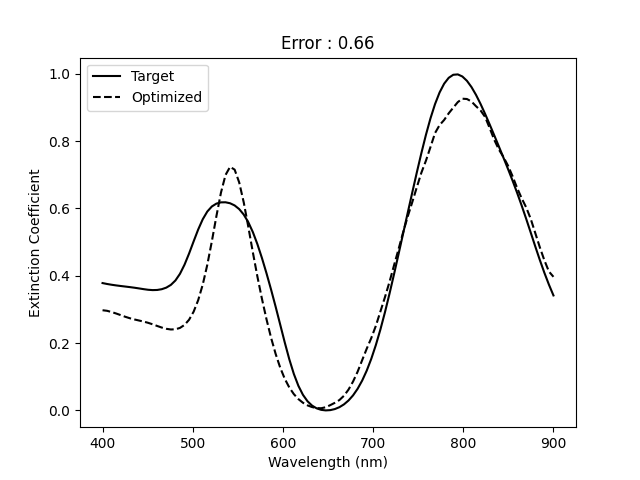 Error : 0.66
Target
Optimized
1.0
0.8
0.6
0.4
0.2
0.0
Extinction Coefficient
400 500 600 700 800 900
Wavelength (nm)